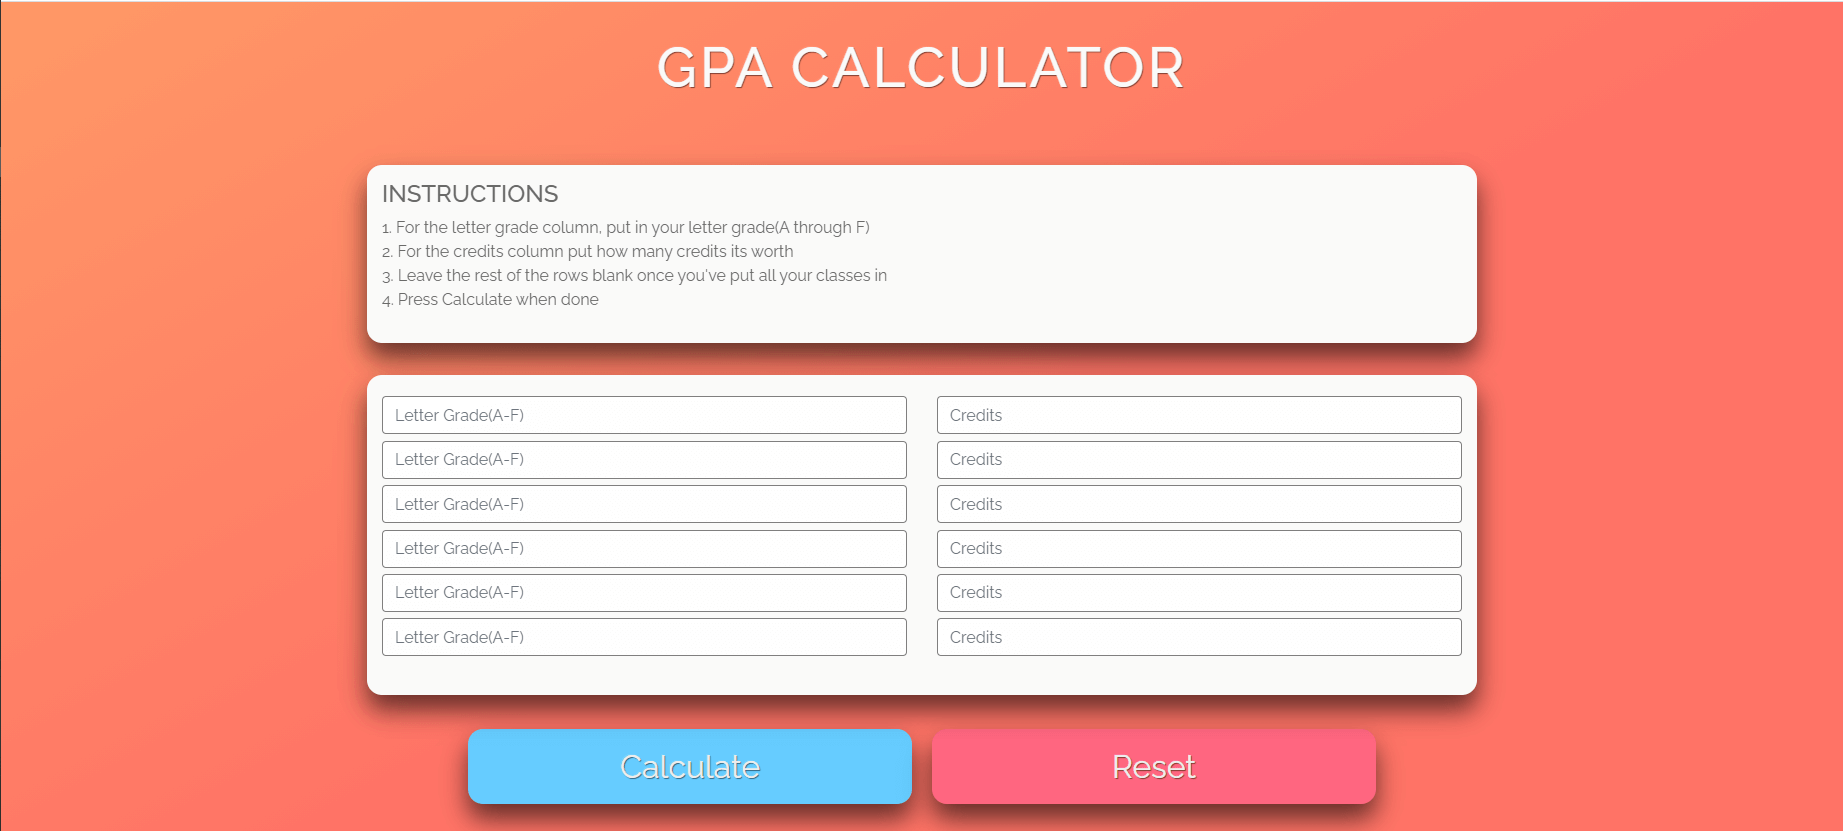 GPA CALCULATOR
INSTRUCTIONS
1. For the letter grade column, put in your letter grade(A through F)
2. For the credits column put how many credits its worth
3. Leave the rest of the rows blank once you've put all your classes in
4. Press Calculate when done
Letter Grade(A-F) Credits
Letter Grade(A-F) Credits
Letter Grade(A-F) Credits
Letter Grade(A-F) Credits
Letter Grade(A-F) Credits
Letter Grade(A-F) Credits
Calculate Reset